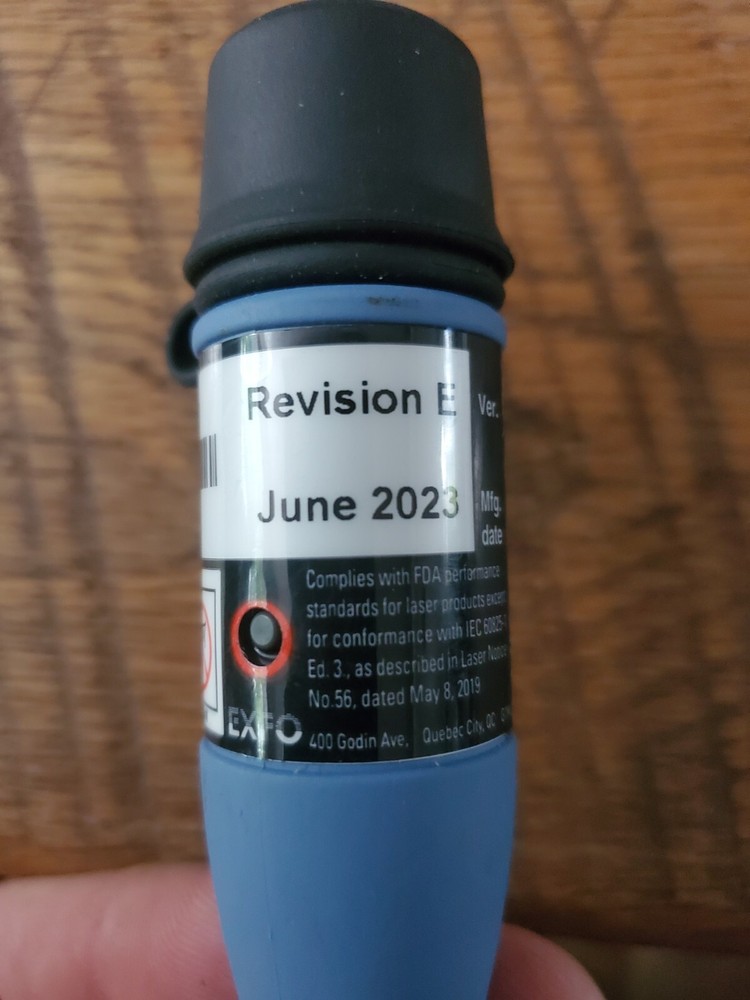 Revision E
Ver.
June 2023
Mfg.
date
Complies with FDA performance
standards for laser products except
for conformance with IEC 60825-1
Ed. 3., as described in Laser Notice
No.56, dated May 8, 2019
EXFO
400 Godin Ave, Quebec City, QC